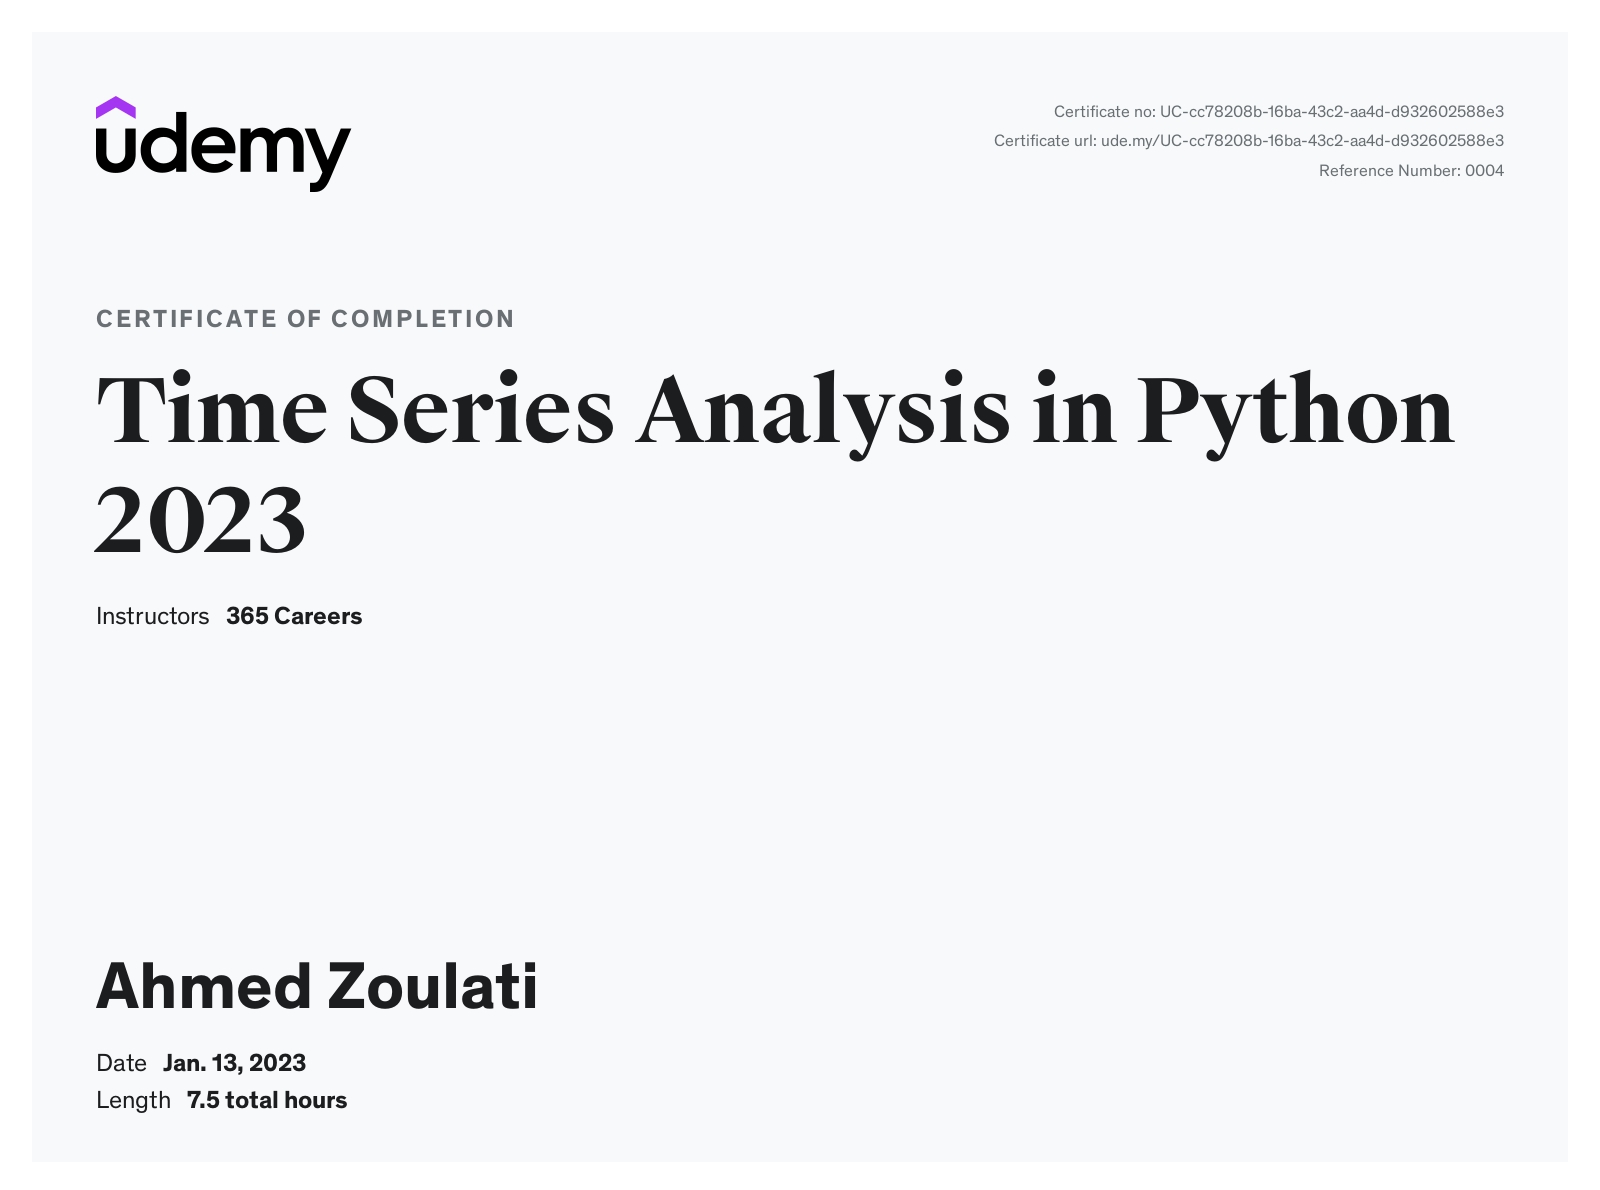 udemy
Certificate no: UC-cc78208b-16ba-43c2-aa4d-d932602588e3
Certificate url: ude.my/UC-cc78208b-16ba-43c2-aa4d-d932602588e3
Reference Number: 0004
CERTIFICATE OF COMPLETION
Time Series Analysis in Python
2023
Instructors 365 Careers
Ahmed Zoulati
Date Jan. 13, 2023
Length 7.5 total hours